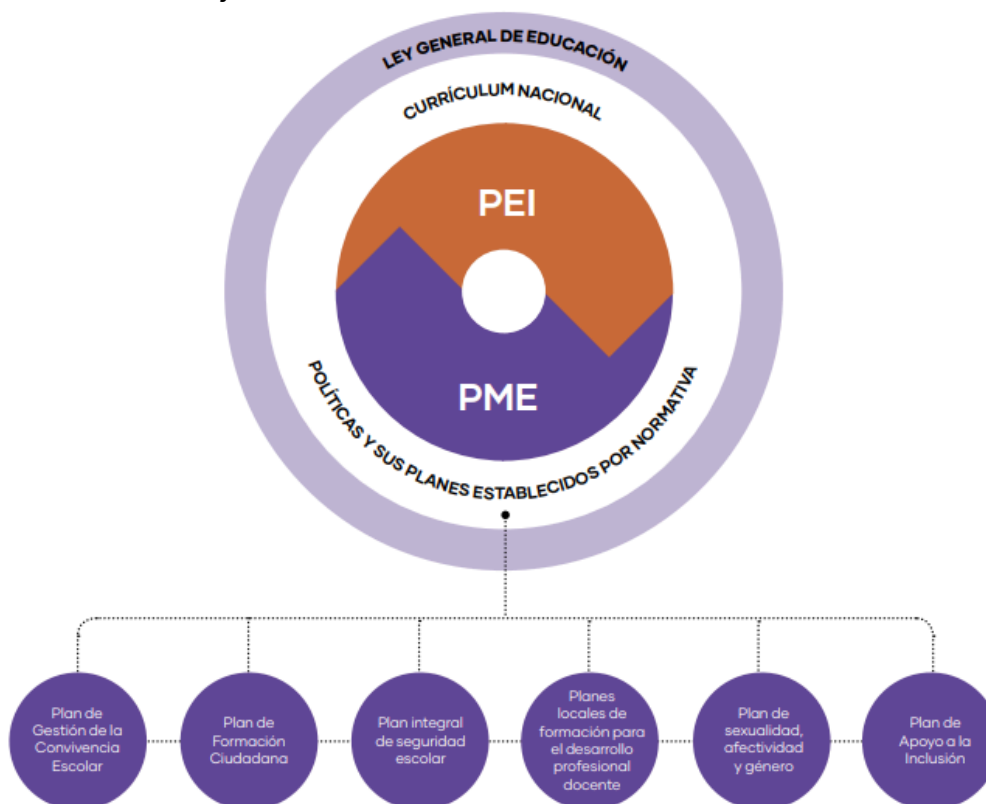 LEY GENERAL DE EDUCACIÓN
CURRÍCULUM NACIONAL
PEI
PME
POLÍTICAS Y SUS PLANES ESTABLECIDOS POR NORMATIVA
Plan de
Gestión de la
Convivencia
Escolar
Plan de
Formación
Ciudadana
Plan integral
de seguridad
escolar
Planes
locales de
formación para
el desarrollo
profesional
docente
Plan de
sexualidad,
afectividad
y género
Plan de
Apoyo a la
Inclusión